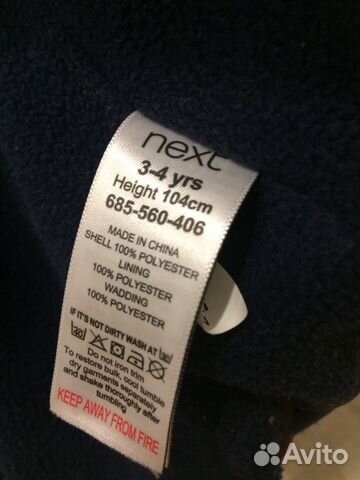 next
3-4 yrs
Height 104cm
685-560-406
MADE IN CHINA
SHELL 100% POLYESTER
LINING
100% POLYESTER
WADDING
100% POLYESTER
IF IT'S NOT DIRTY WASH AT
40
Do not iron trim
To restore bulk, cool tumble
dry garments separately
and shake thoroughly after
tumbling
KEEP AWAY FROM FIRE
Avito